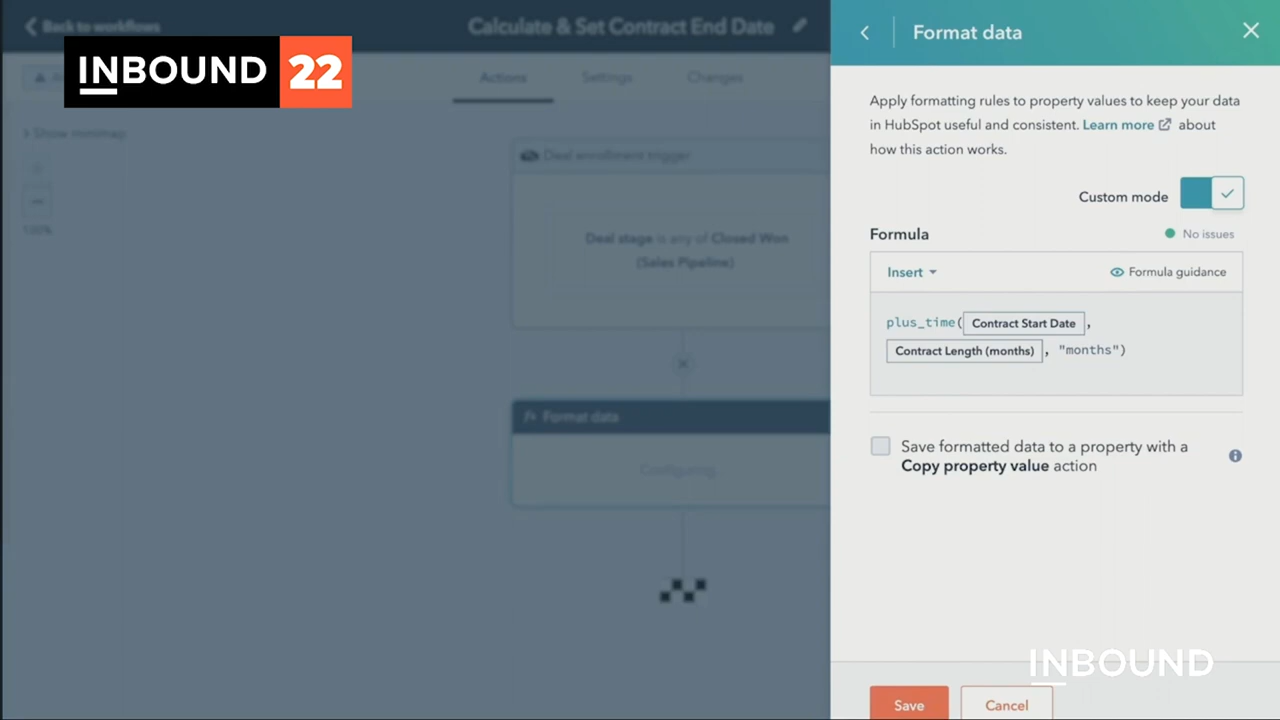 Back to workflows
Calculate & Set Contract End Date
INBOUND 22
Actions
Settings
Changes
Show minimap
Deal enrollment trigger
Deal stage is any of Closed Won
(Sales Pipeline)
Format data
Configuring
Format data
Apply formatting rules to property values to keep your data
in HubSpot useful and consistent. Learn more about
how this action works.
Custom mode
Formula
No issues
Insert
Formula guidance
plus_time( Contract Start Date ,
Contract Length (months) , "months")
Save formatted data to a property with a
Copy property value action
INBOUND
Save
Cancel